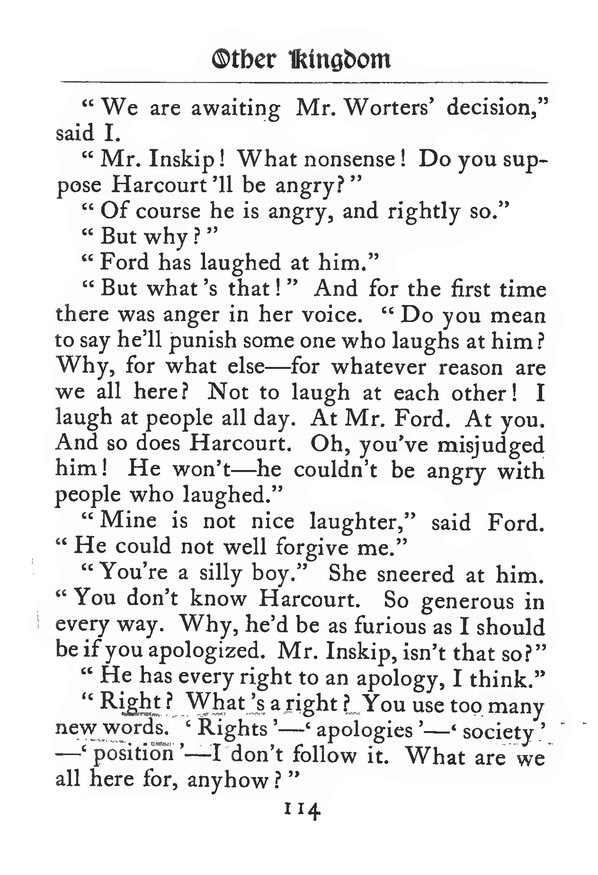 Other Kingdom
“ We are awaiting Mr. Worters’ decision,”
said I.
“ Mr. Inskip ! What nonsense ! Do you sup-
pose Harcourt ’ll be angry? ”
“ Of course he is angry, and rightly so.”
“ But why ? ”
“ Ford has laughed at him.”
“ But what ’s that ! ” And for the first time
there was anger in her voice. “ Do you mean
to say he’ll punish some one who laughs at him ?
Why, for what else—for whatever reason are
we all here? Not to laugh at each other ! I
laugh at people all day. At Mr. Ford. At you.
And so does Harcourt. Oh, you’ve misjudged
him ! He won’t—he couldn’t be angry with
people who laughed.”
“ Mine is not nice laughter,” said Ford.
“ He could not well forgive me.”
“ You’re a silly boy.” She sneered at him.
“ You don’t know Harcourt. So generous in
every way. Why, he’d be as furious as I should
be if you apologized. Mr. Inskip, isn’t that so?”
“ He has every right to an apology, I think.”
“ Right ? What ’s a right ? You use too many
new words. ‘ Rights ’—‘ apologies ’—‘ society ’
—‘ position ’—I don’t follow it. What are we
all here for, anyhow ? ”
114